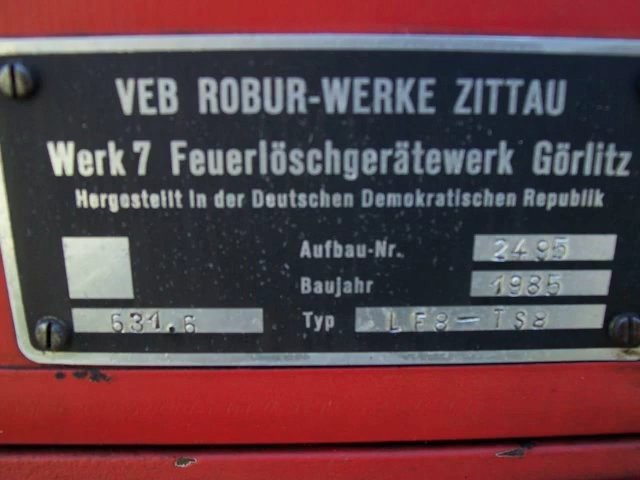 VEB ROBUR-WERKE ZITTAU
Werk 7 Feuerlöschgerätewerk Görlitz
Hergestellt in der Deutschen Demokratischen Republik
Aufbau-Nr. 2495
Baujahr 1985
631.6 Typ LF8-TS8